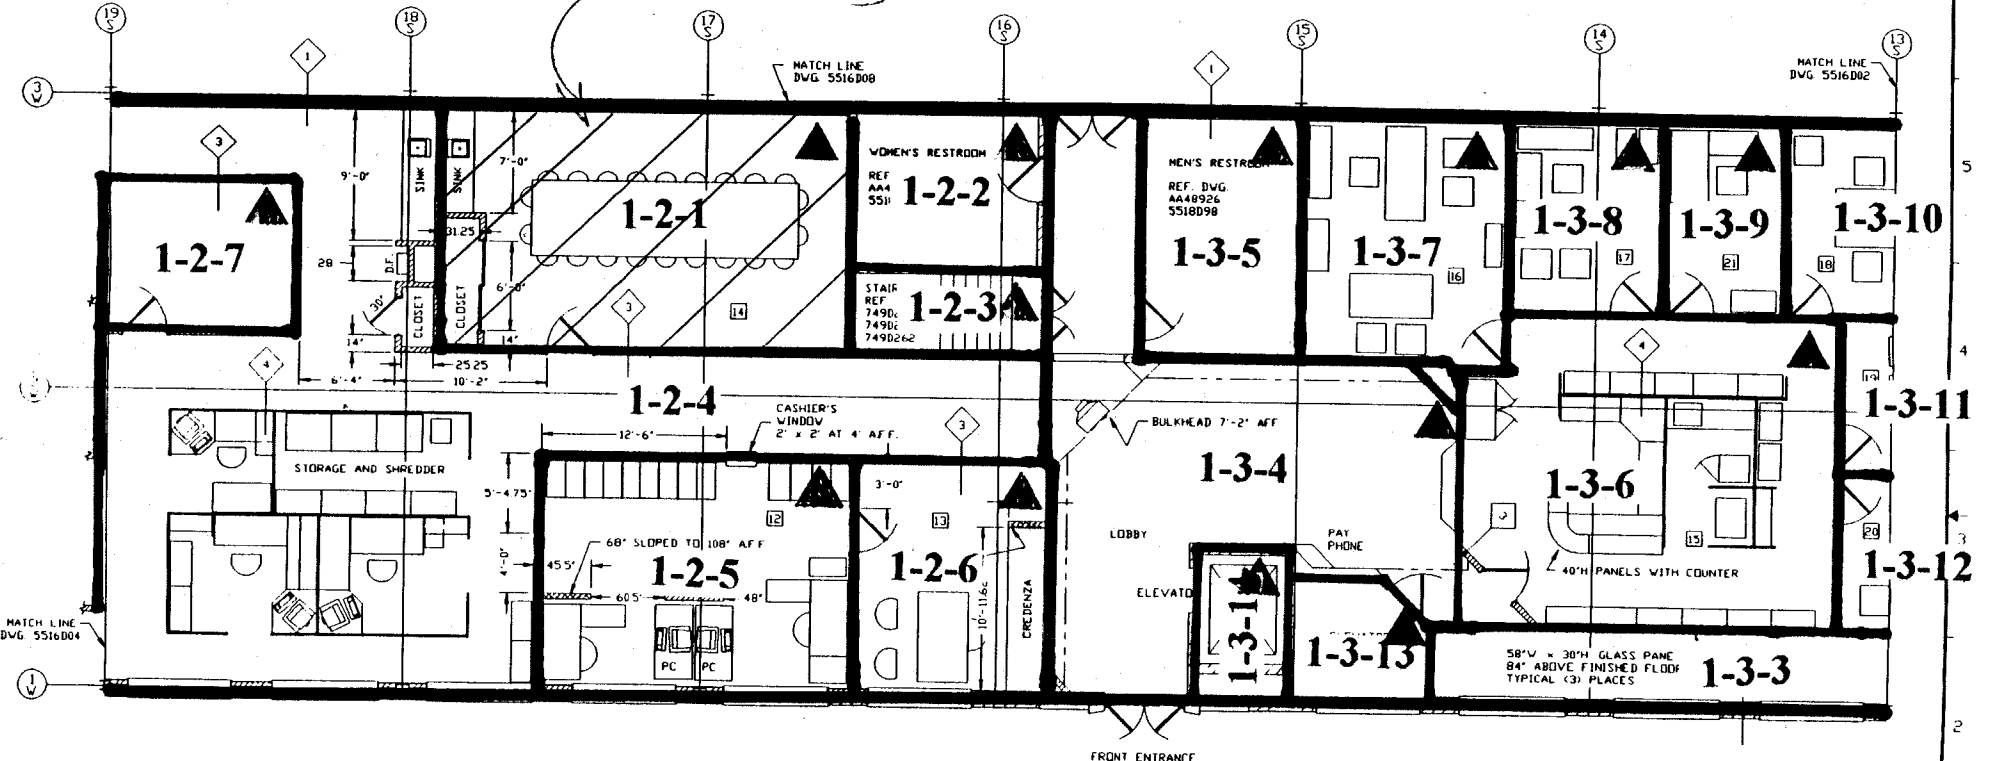 19
S
18
S
17
S
16
S
15
S
14
S
13
S
3
W
1
1
MATCH LINE
DWG 5516D08
MATCH LINE
DWG. 5516D02
3
9'-0"
SINK
SINK
7'-0"
WOMEN'S RESTROOM
REF
1-2-2
MEN'S RESTROOM
REF. DWG.
AA48926
5518D98
5
1-2-1
1-2-7
31.25
28
D.F.
6'-0"
30"
CLOSET
CLOSET
14"
14"
3
14
STAIR
REF
749D262
1-2-3
1-3-5
1-3-7
16
1-3-8
17
1-3-9
21
1-3-10
18
4
4
4
25.25
6'-4"
10'-2"
1-2-4
CASHIER'S
WINDOW
2' x 2' AT 4' AFF.
12'-6"
3
BULKHEAD 7'-2" AFF
1-3-11
STORAGE AND SHREDDER
5'-4.75"
3'-0"
1-3-4
1-3-6
12
13
LOBBY
PAY
PHONE
15
20
3
68" SLOPED TO 108" AFF
4'-0"
45.5"
1-2-5
1-2-6
60.5"
48"
CREDENZA
40"H PANELS WITH COUNTER
1-3-12
PC
PC
1-3-13
58"W x 30"H GLASS PANE
84" ABOVE FINISHED FLOOR
TYPICAL (3) PLACES
1-3-3
MATCH LINE
DWG. 5516D04
1
W
2
FRONT ENTRANCE